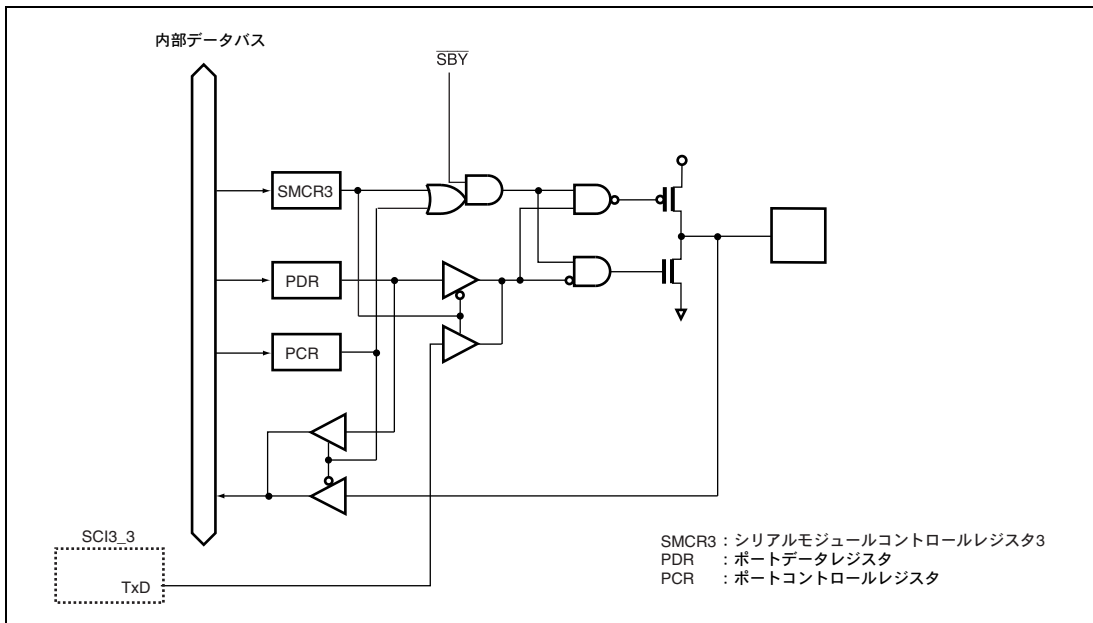 内部データバス
SBY
SMCR3
PDR
PCR
SCI3_3
TxD
SMCR3 : シリアルモジュールコントロールレジスタ3
PDR : ポートデータレジスタ
PCR : ポートコントロールレジスタ